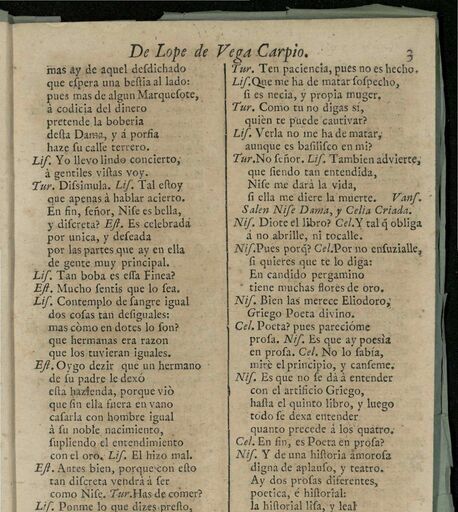 De Lope de Vega Carpio. 3
mas ay de aquel desdichado
que espera una bestia al lado:
pues mas de algun Marquesote,
à codicia del dinero
pretende la boberia
desta Dama, y à porfia
haze su calle terrero.
Lis. Yo llevo lindo concierto,
à gentiles vistas voy.
Tur. Dissimula. Lis. Tal estoy
que apenas à hablar acierto.
En fin, señor, Nise es bella,
y discreta? Est. Es celebrada
por unica, y deseada
por las partes que ay en ella
de gente muy principal.
Lis. Tan boba es essa Finea?
Est. Mucho sentis que lo sea.
Lis. Contemplo de sangre igual
dos cosas tan desiguales:
mas còmo en dotes lo son?
que hermanas era razon
que los tuvieran iguales.
Est. Oygo dezir que un hermano
de su padre le dexò
esta hazienda, porque viò
que sin ella fuera en vano
casarla con hombre igual
à su noble nacimiento,
supliendo el entendimiento
con el oro. Lis. El hizo mal.
Est. Antes bien, porque con esto
tan discreta vendrá à ser
como Nise. Tur. Has de comer?
Lis. Ponme lo que dizes presto,
Tur. Ten paciencia, pues no es hecho.
Lis. Que me ha de matar sospecho,
si es necia, y propia muger.
Tur. Como tu no digas si,
quien te puede cautivar?
Lis. Verla no me ha de matar,
aunque es basilisco en mi?
Tur. No señor. Lis. Tambien advierte,
que siendo tan entendida,
Nise me dará la vida,
si ella me diere la muerte. Vans.
Salen Nise Dama, y Celia Criada.
Nis. Diote el libro? Cel. Y tal q̃ obliga
à no abrille, ni tocalle.
Nis. Pues porq̃? Cel. Por no ensuzialle,
si quieres que te lo diga:
En candido pergamino
tiene muchas flores de oro.
Nis. Bien las merece Eliodoro,
Griego Poeta divino.
Cel. Poeta? pues pareciòme
prosa. Nis. Es que ay poesìa
en prosa. Cel. No lo sabìa,
mirè el principio, y canseme.
Nis. Es que no se dà à entender
con el artificio Griego,
hasta el quinto libro, y luego
todo se dexa entender
quanto precede à los quatro.
Cel. En fin, es Poeta en prosa?
Nis. Y de una historia amorosa
digna de aplauso, y teatro.
Ay dos prosas diferentes,
poetica, é historial:
la historial lisa, y leal